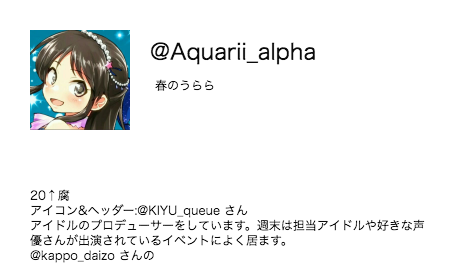 @Aquarii_alpha
春のうらら
20↑腐
アイコン&ヘッダー:@KIYU_queue さん
アイドルのプロデューサーをしています。週末は担当アイドルや好きな声
優さんが出演されているイベントによく居ます。
@kappo_daizo さんの